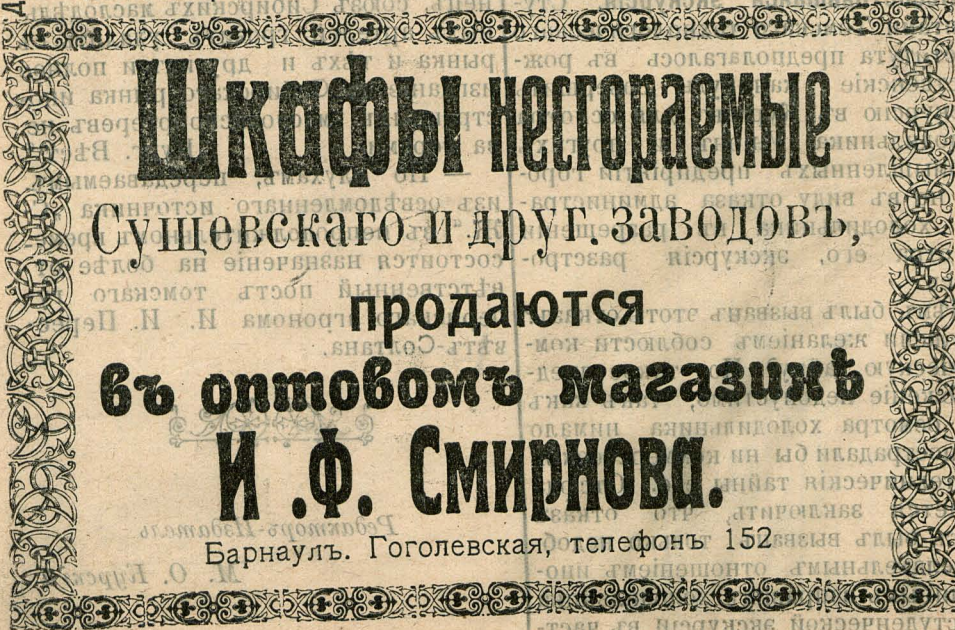 Шкафы несгораемые
Сущевскаго и друг. заводовъ,
продаются
въ оптовомъ магазинѣ
И .Ф. Смирнова.
Барнаулъ. Гоголевская, телефонъ 152